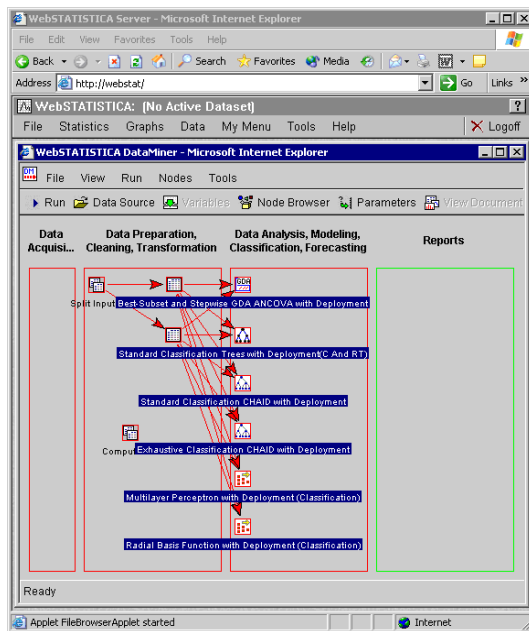 WebSTATISTICA Server - Microsoft Internet Explorer
File Edit View Favorites Tools Help
Back Search Favorites Media
Address http://webstat/ Go Links »
WebSTATISTICA: (No Active Dataset) ?
File Statistics Graphs Data My Menu Tools Help Logoff
WebSTATISTICA DataMiner - Microsoft Internet Explorer
DM File View Run Nodes Tools
Run Data Source Variables Node Browser Parameters View Document
Data Acquisi...
Data Preparation, Cleaning, Transformation
Data Analysis, Modeling, Classification, Forecasting
Reports
GDA
Split Input
Best-Subset and Stepwise GDA ANCOVA with Deployment
Standard Classification Trees with Deployment(C And RT)
Standard Classification CHAID with Deployment
Compu
Exhaustive Classification CHAID with Deployment
Multilayer Perceptron with Deployment (Classification)
Radial Basis Function with Deployment (Classification)
Ready
Applet FileBrowserApplet started Internet